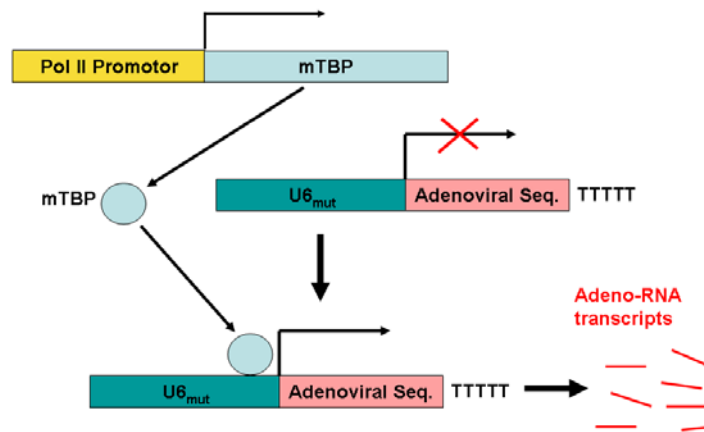 Pol II Promotor mTBP
mTBP
U6mut Adenoviral Seq. TTTTT
Adeno-RNA
transcripts
U6mut Adenoviral Seq. TTTTT